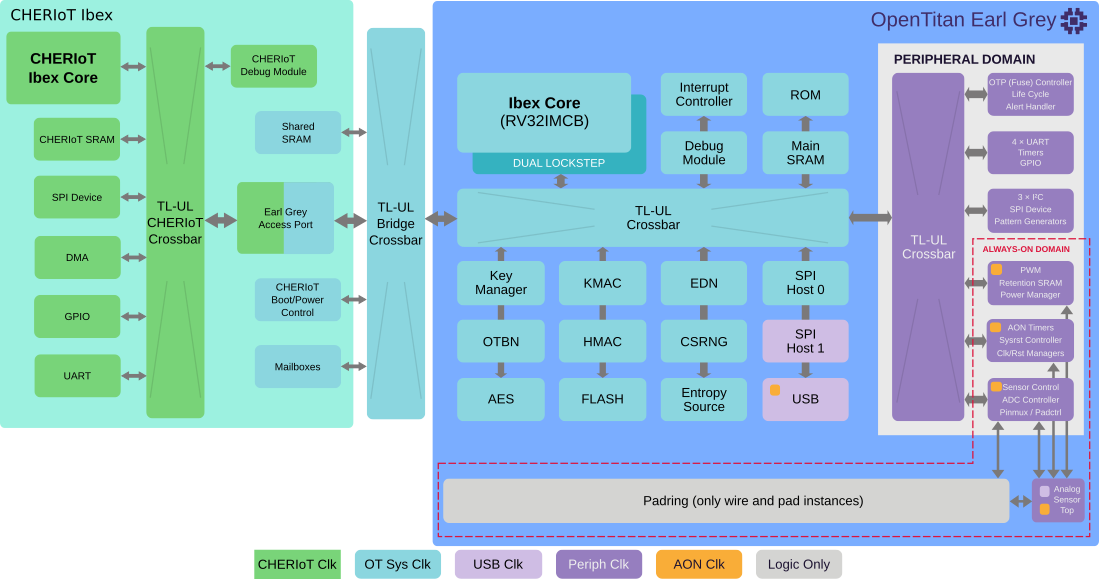 CHERIoT Ibex
CHERIoT
Ibex Core
CHERIoT SRAM
SPI Device
DMA
GPIO
UART
TL-UL
CHERIoT
Crossbar
CHERIoT
Debug Module
Shared
SRAM
Earl Grey
Access Port
CHERIoT
Boot/Power
Control
Mailboxes
TL-UL
Bridge
Crossbar
OpenTitan Earl Grey
Ibex Core
(RV32IMCB)
DUAL LOCKSTEP
Interrupt
Controller
Debug
Module
ROM
Main
SRAM
TL-UL
Crossbar
Key
Manager
OTBN
AES
KMAC
HMAC
FLASH
EDN
CSRNG
Entropy
Source
SPI
Host 0
SPI
Host 1
USB
PERIPHERAL DOMAIN
TL-UL
Crossbar
OTP (Fuse) Controller
Life Cycle
Alert Handler
4 × UART
Timers
GPIO
3 × I²C
SPI Device
Pattern Generators
ALWAYS-ON DOMAIN
PWM
Retention SRAM
Power Manager
AON Timers
Sysrst Controller
Clk/Rst Managers
Sensor Control
ADC Controller
Pinmux / Padctrl
Padring (only wire and pad instances)
Analog
Sensor
Top
CHERIoT Clk
OT Sys Clk
USB Clk
Periph Clk
AON Clk
Logic Only